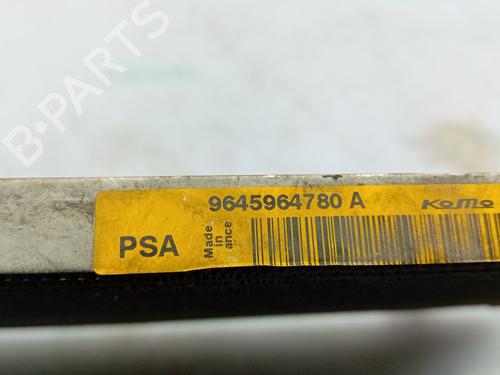 B-PARTS
9645964780 A
KoMo
PSA
Made
in
ance